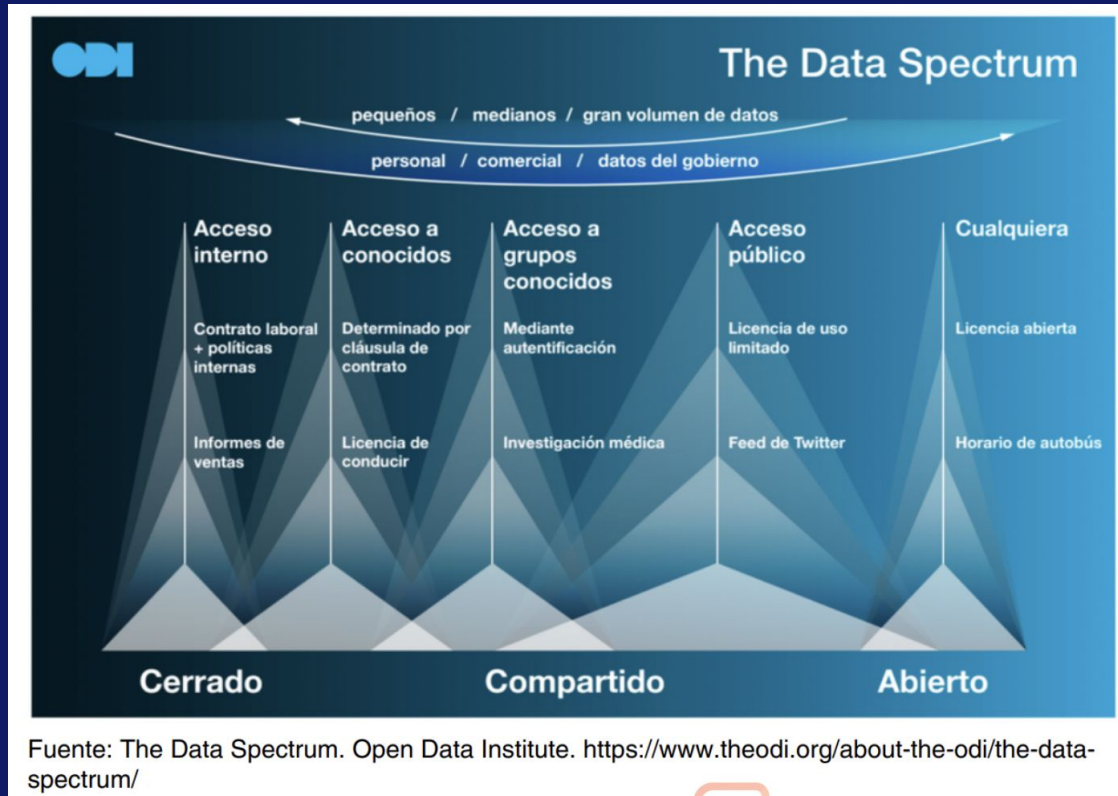 ODI
The Data Spectrum
pequeños / medianos / gran volumen de datos
personal / comercial / datos del gobierno
Acceso
interno
Contrato laboral
+ políticas
internas
Informes de
ventas
Acceso a
conocidos
Determinado por
cláusula de
contrato
Licencia de
conducir
Acceso a
grupos
conocidos
Mediante
autentificación
Investigación médica
Acceso
público
Licencia de uso
limitado
Feed de Twitter
Cualquiera
Licencia abierta
Horario de autobús
Cerrado
Compartido
Abierto
Fuente: The Data Spectrum. Open Data Institute. https://www.theodi.org/about-the-odi/the-data-
spectrum/